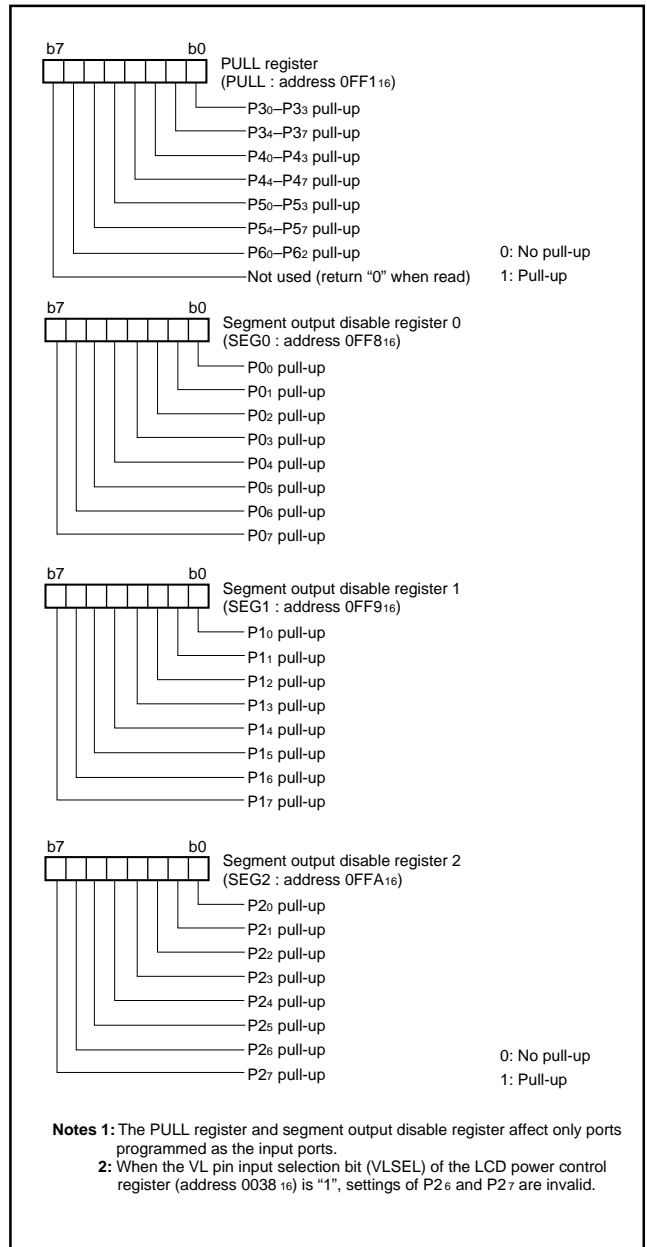 b7 b0
PULL register
(PULL : address 0FF1₁₆)
P3₀–P3₃ pull-up
P3₄–P3₇ pull-up
P4₀–P4₃ pull-up
P4₄–P4₇ pull-up
P5₀–P5₃ pull-up
P5₄–P5₇ pull-up
P6₀–P6₂ pull-up
0: No pull-up
Not used (return “0” when read)
1: Pull-up
b7 b0
Segment output disable register 0
(SEG0 : address 0FF8₁₆)
P0₀ pull-up
P0₁ pull-up
P0₂ pull-up
P0₃ pull-up
P0₄ pull-up
P0₅ pull-up
P0₆ pull-up
P0₇ pull-up
b7 b0
Segment output disable register 1
(SEG1 : address 0FF9₁₆)
P1₀ pull-up
P1₁ pull-up
P1₂ pull-up
P1₃ pull-up
P1₄ pull-up
P1₅ pull-up
P1₆ pull-up
P1₇ pull-up
b7 b0
Segment output disable register 2
(SEG2 : address 0FFA₁₆)
P2₀ pull-up
P2₁ pull-up
P2₂ pull-up
P2₃ pull-up
P2₄ pull-up
P2₅ pull-up
P2₆ pull-up
0: No pull-up
P2₇ pull-up
1: Pull-up
Notes 1: The PULL register and segment output disable register affect only ports
programmed as the input ports.
2: When the VL pin input selection bit (VLSEL) of the LCD power control
register (address 0038 ₁₆) is “1”, settings of P2 ₆ and P2 ₇ are invalid.